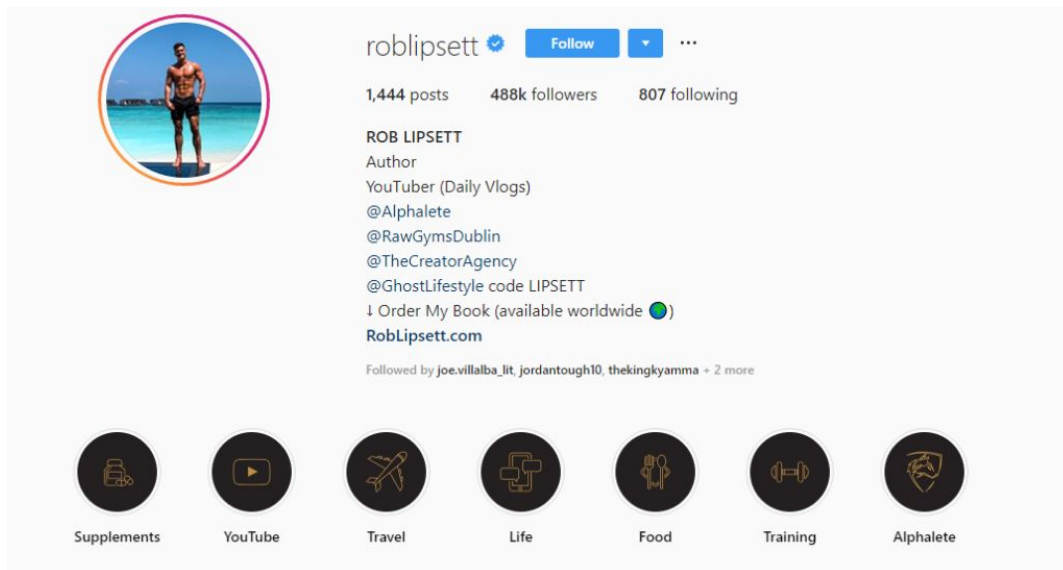 roblipsett Follow
1,444 posts 488k followers 807 following
ROB LIPSETT
Author
YouTuber (Daily Vlogs)
@Alphalete
@RawGymsDublin
@TheCreatorAgency
@GhostLifestyle code LIPSETT
↓ Order My Book (available worldwide 🌍)
RobLipsett.com
Followed by joe.villalba_lit, jordantough10, thekingkyamma + 2 more
Supplements YouTube Travel Life Food Training Alphalete